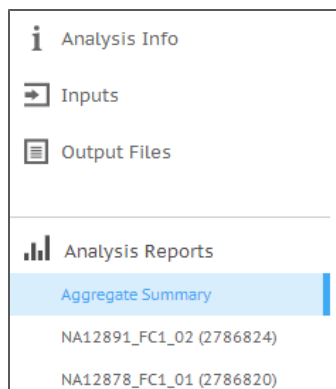 Analysis Info
Inputs
Output Files
Analysis Reports
Aggregate Summary
NA12891_FC1_02 (2786824)
NA12878_FC1_01 (2786820)